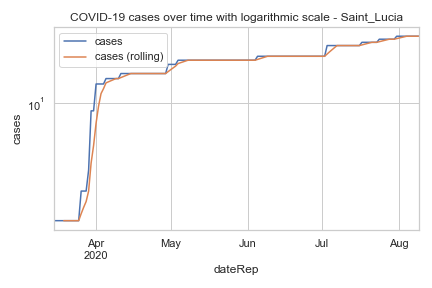 COVID-19 cases over time with logarithmic scale - Saint_Lucia
cases
cases (rolling)
10¹
cases
Apr
2020
May
Jun
Jul
Aug
dateRep